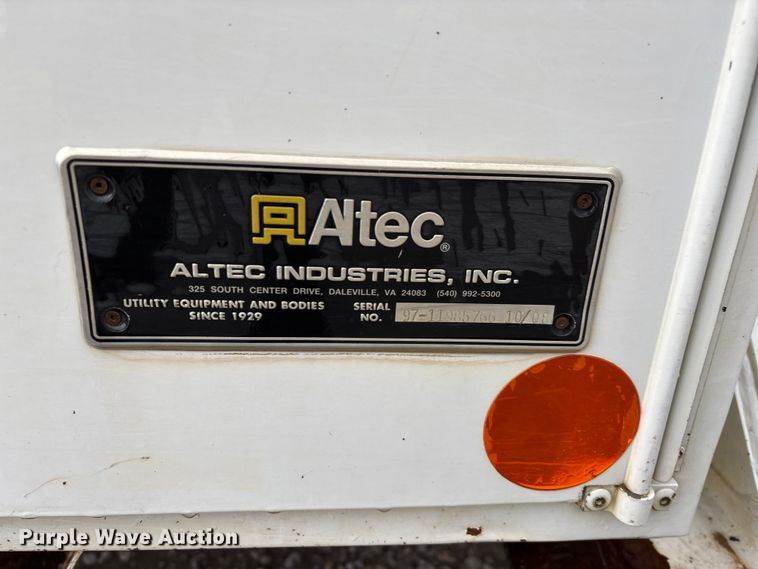 Altec®
ALTEC INDUSTRIES, INC.
325 SOUTH CENTER DRIVE, DALEVILLE, VA 24083 (540) 992-5300
UTILITY EQUIPMENT AND BODIES
SINCE 1929
SERIAL
NO.
Purple Wave Auction